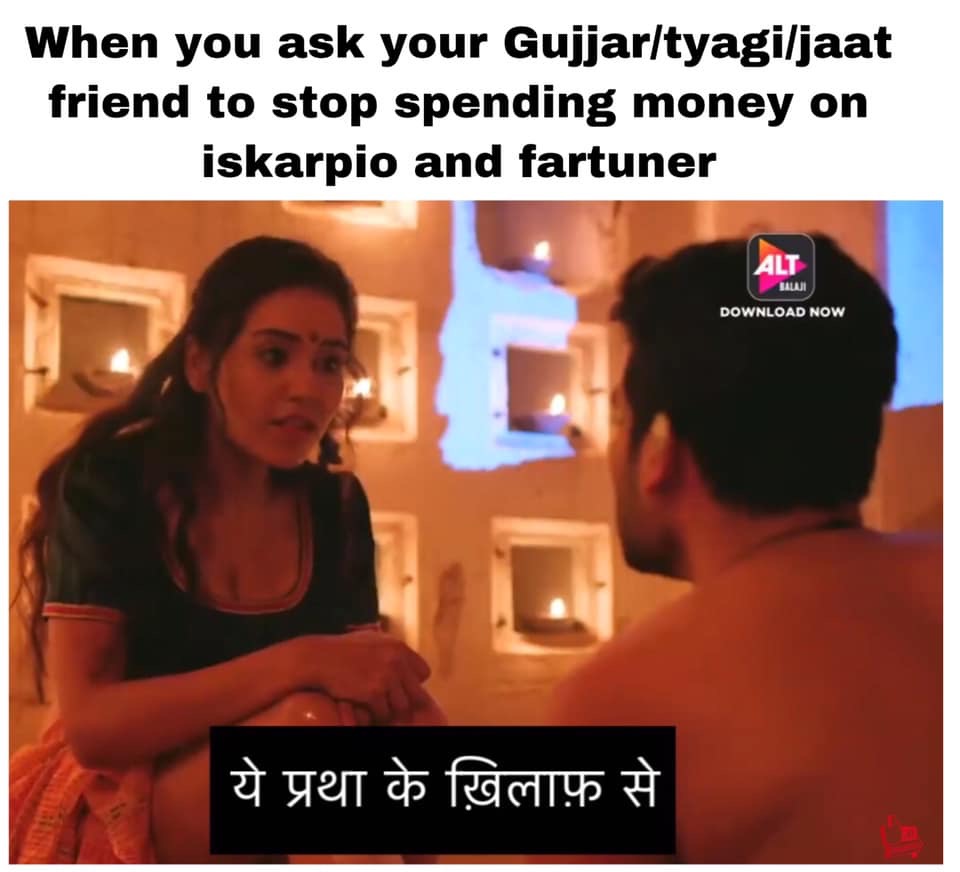 When you ask your Gujjar/tyagi/jaat
friend to stop spending money on
iskarpio and fartuner
ALT
BALAJI
DOWNLOAD NOW
ये प्रथा के ख़िलाफ़ से